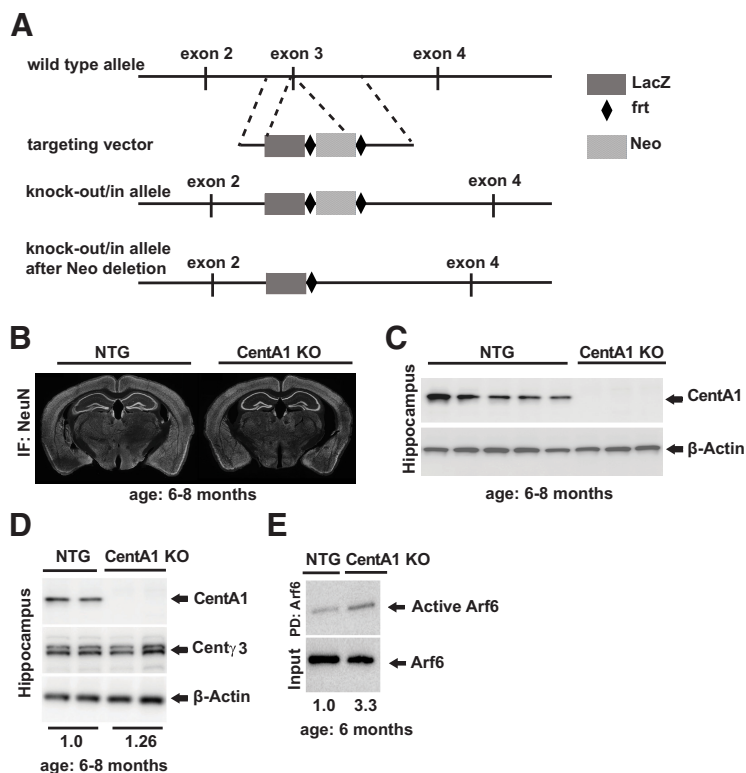 A
exon 2 exon 3 exon 4
wild type allele
LacZ
frt
targeting vector
Neo
exon 2 exon 4
knock-out/in allele
knock-out/in allele
after Neo deletion
exon 2 exon 4
B
NTG CentA1 KO
IF: NeuN
age: 6-8 months
C
NTG CentA1 KO
Hippocampus
CentA1
β-Actin
age: 6-8 months
D
NTG CentA1 KO
Hippocampus
CentA1
Centγ3
β-Actin
1.0 1.26
age: 6-8 months
E
NTG CentA1 KO
PD: Arf6
Active Arf6
Input
Arf6
1.0 3.3
age: 6 months